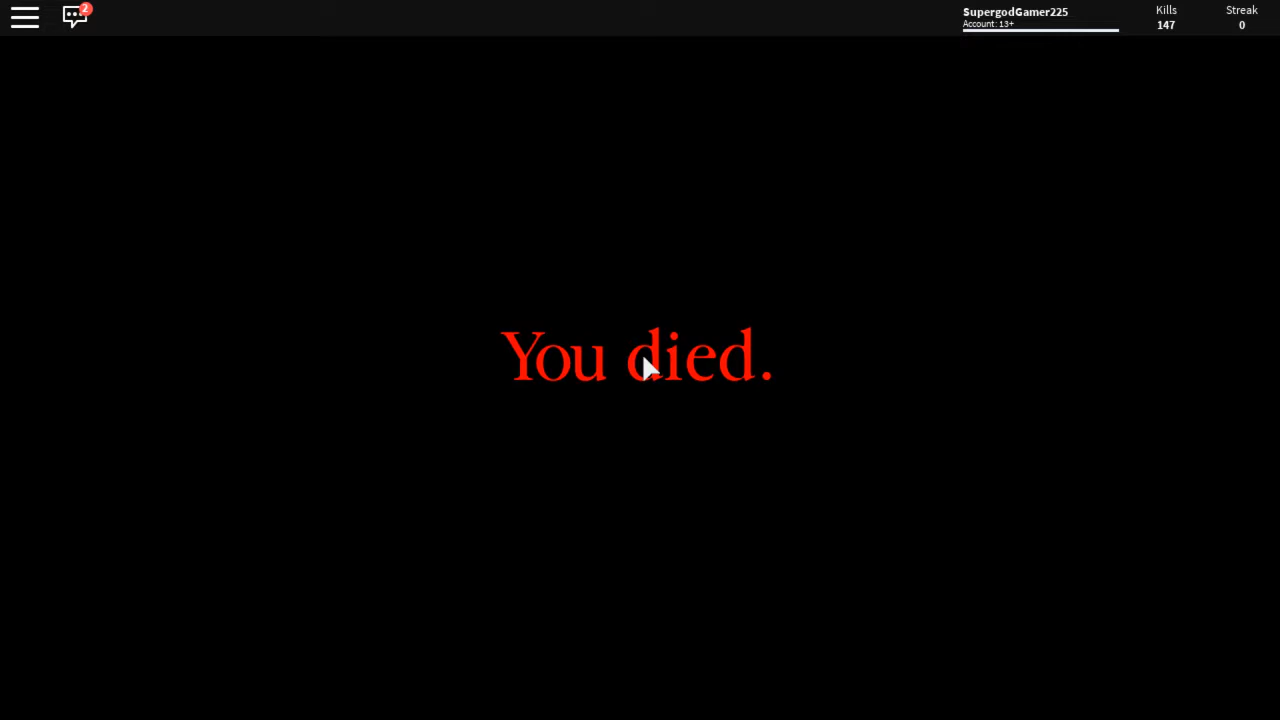 2
SupergodGamer225
Account: 13+
Kills
147
Streak
0
You died.